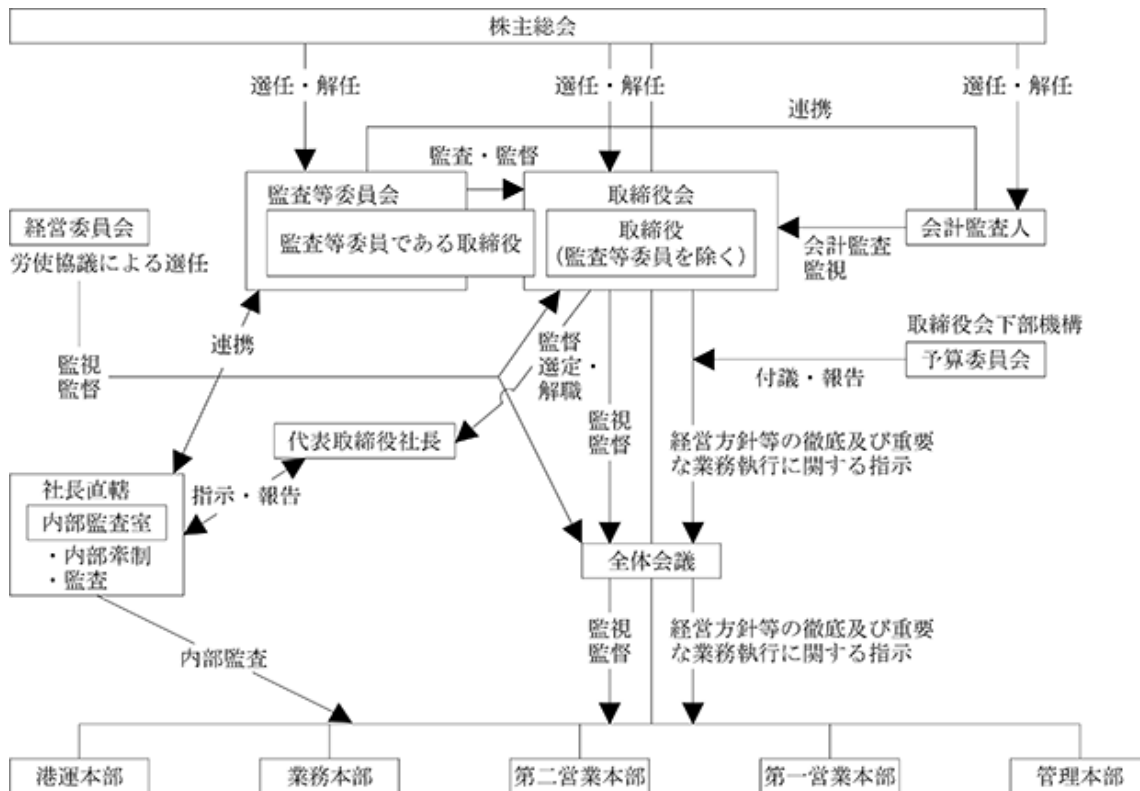 株主総会
選任・解任
選任・解任
選任・解任
連携
監査・監督
監査等委員会
監査等委員である取締役
取締役会
取締役
(監査等委員を除く)
会計監査人
会計監査
監視
経営委員会
労使協議による選任
監視
監督
連携
監督
選定・
解職
取締役会下部機構
予算委員会
付議・報告
代表取締役社長
監視
監督
経営方針等の徹底及び重要
な業務執行に関する指示
社長直轄
内部監査室
・内部牽制
・監査
指示・報告
全体会議
内部監査
監視
監督
経営方針等の徹底及び重要
な業務執行に関する指示
港運本部
業務本部
第二営業本部
第一営業本部
管理本部